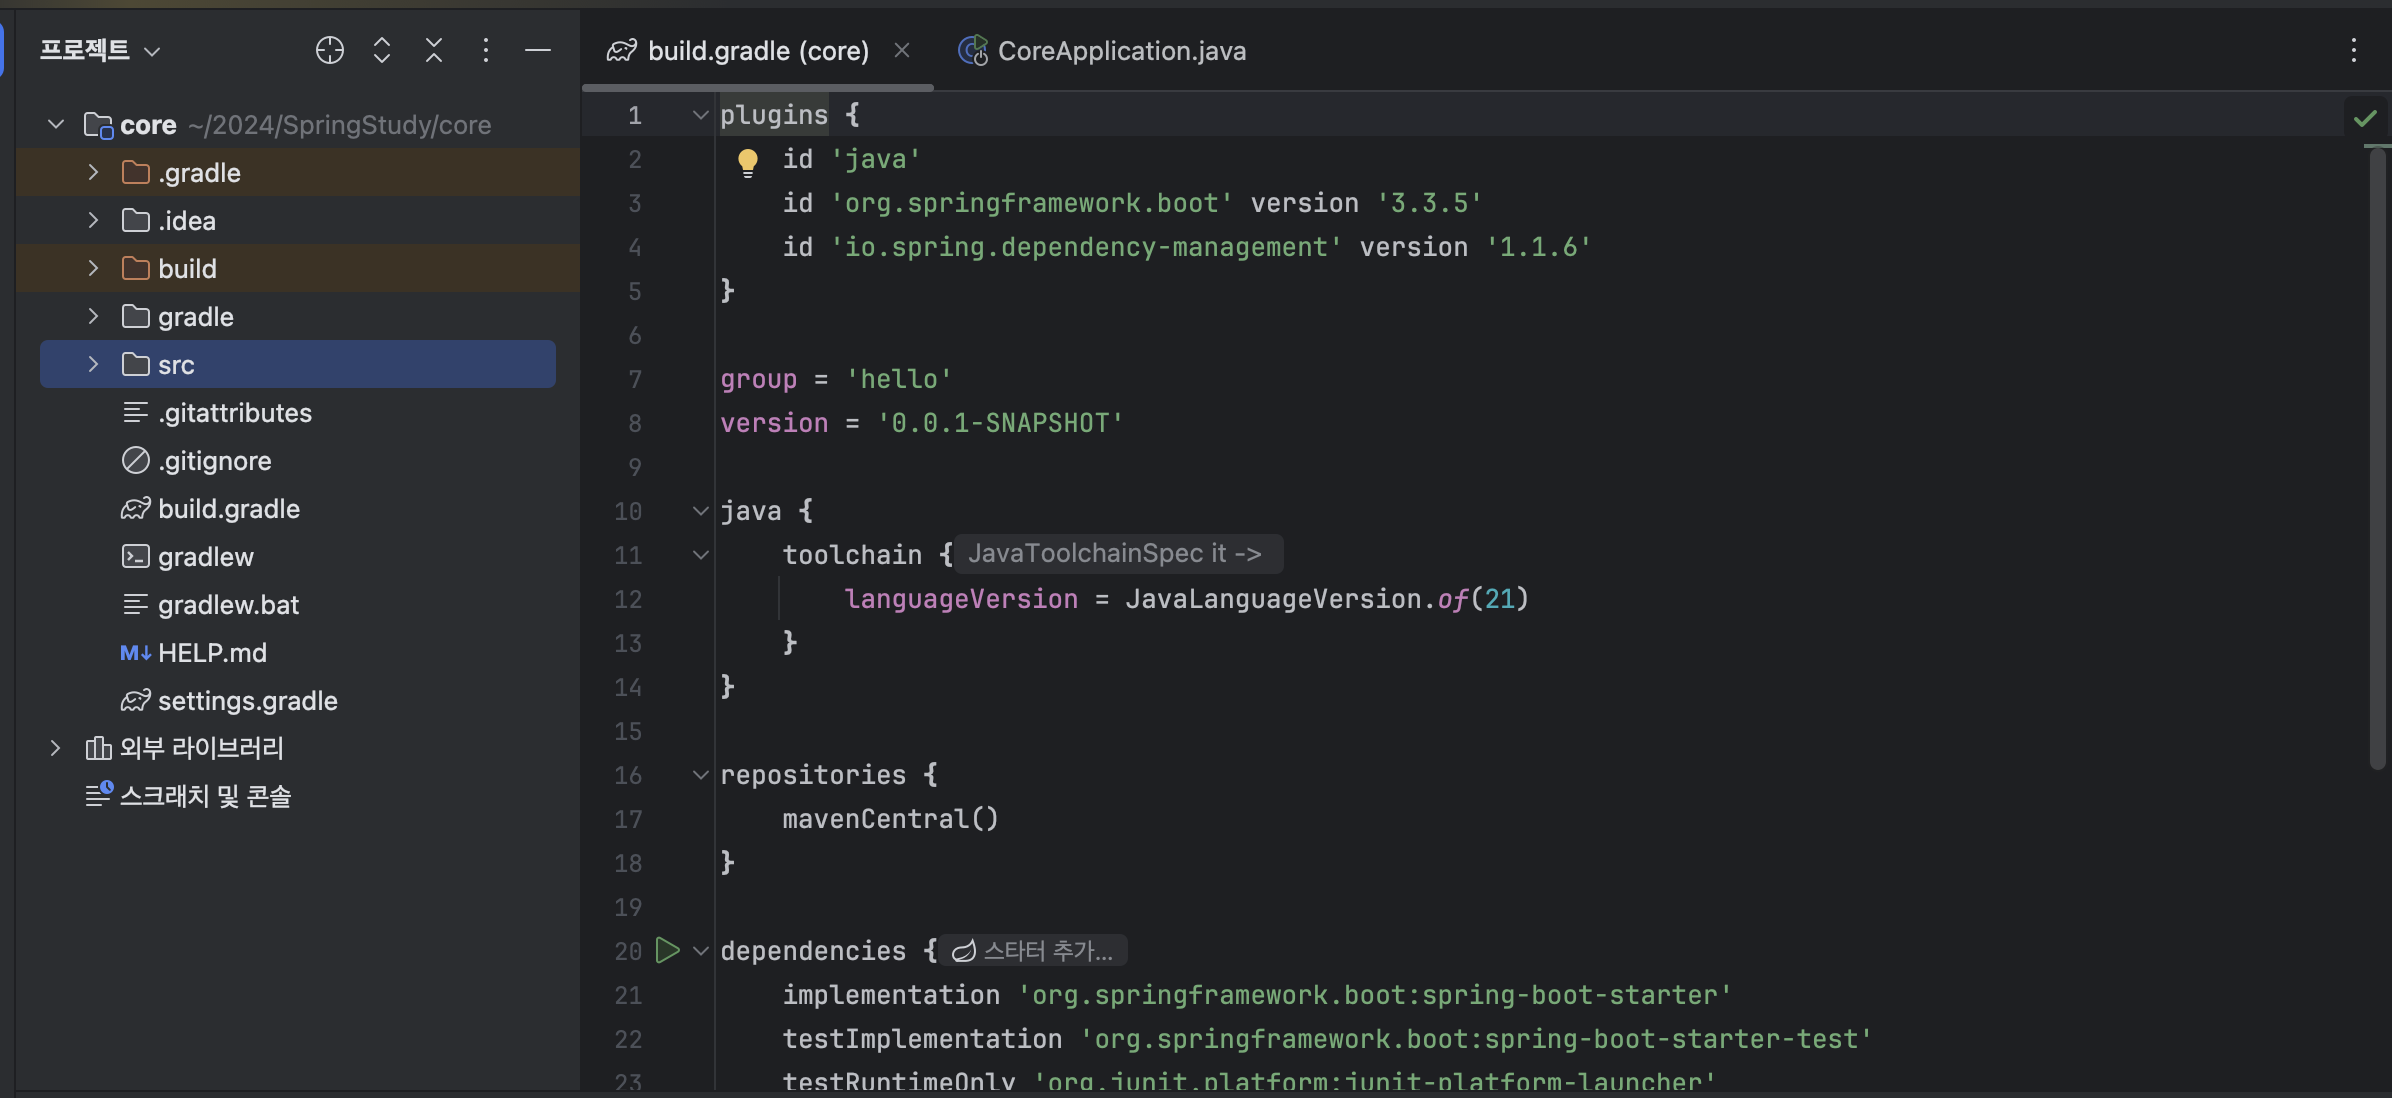 프로젝트
core ~/2024/SpringStudy/core
.gradle
.idea
build
gradle
src
.gitattributes
.gitignore
build.gradle
gradlew
gradlew.bat
M↓ HELP.md
settings.gradle
외부 라이브러리
스크래치 및 콘솔
build.gradle (core)
CoreApplication.java
1 plugins {
2 id 'java'
3 id 'org.springframework.boot' version '3.3.5'
4 id 'io.spring.dependency-management' version '1.1.6'
5 }
6
7 group = 'hello'
8 version = '0.0.1-SNAPSHOT'
9
10 java {
11 toolchain { JavaToolchainSpec it ->
12 languageVersion = JavaLanguageVersion.of(21)
13 }
14 }
15
16 repositories {
17 mavenCentral()
18 }
19
20 dependencies { 스타터 추가...
21 implementation 'org.springframework.boot:spring-boot-starter'
22 testImplementation 'org.springframework.boot:spring-boot-starter-test'
23 testRuntimeOnly 'org.junit.platform:junit-platform-launcher'